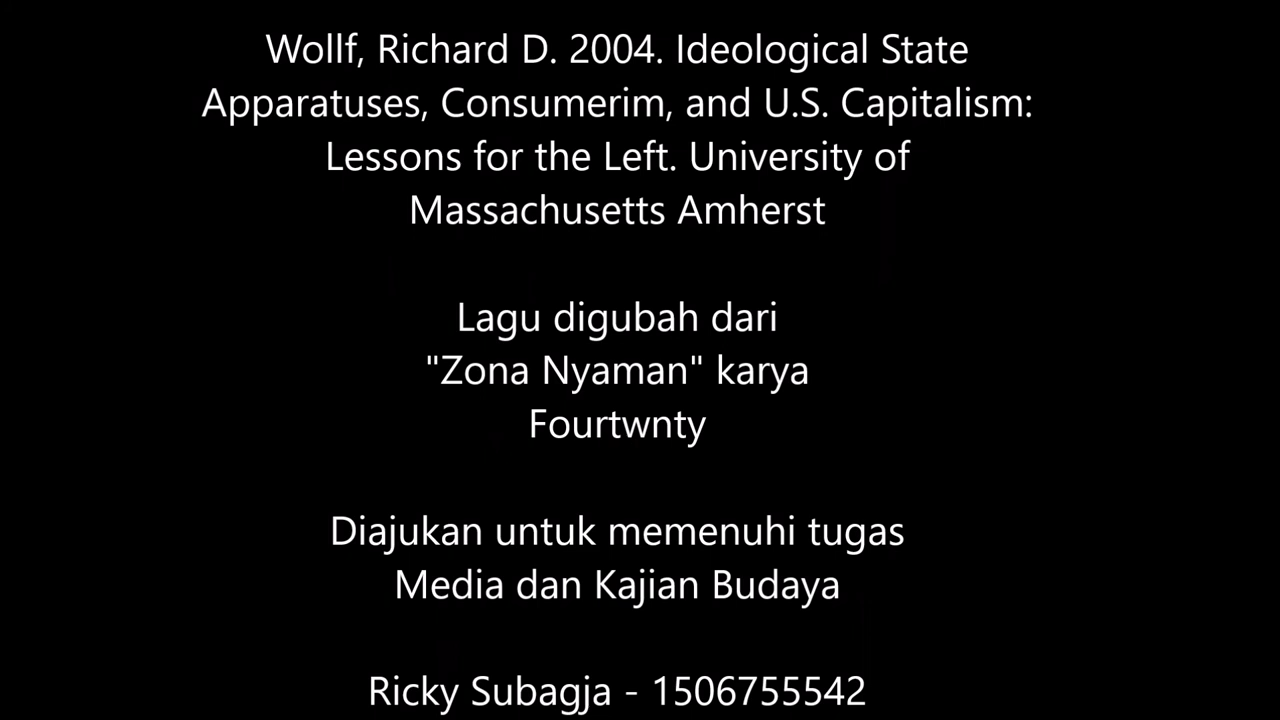 Wollf, Richard D. 2004. Ideological State
Apparatuses, Consumerim, and U.S. Capitalism:
Lessons for the Left. University of
Massachusetts Amherst
Lagu digubah dari
"Zona Nyaman" karya
Fourtwnty
Diajukan untuk memenuhi tugas
Media dan Kajian Budaya
Ricky Subagja - 1506755542